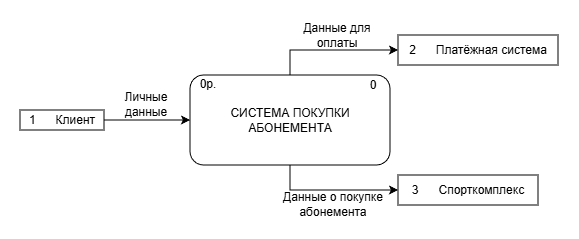 Данные для
оплаты
2 Платёжная система
0р. 0
Личные
данные
СИСТЕМА ПОКУПКИ
АБОНЕМЕНТА
1 Клиент
3 Спорткомплекс
Данные о покупке
абонемента